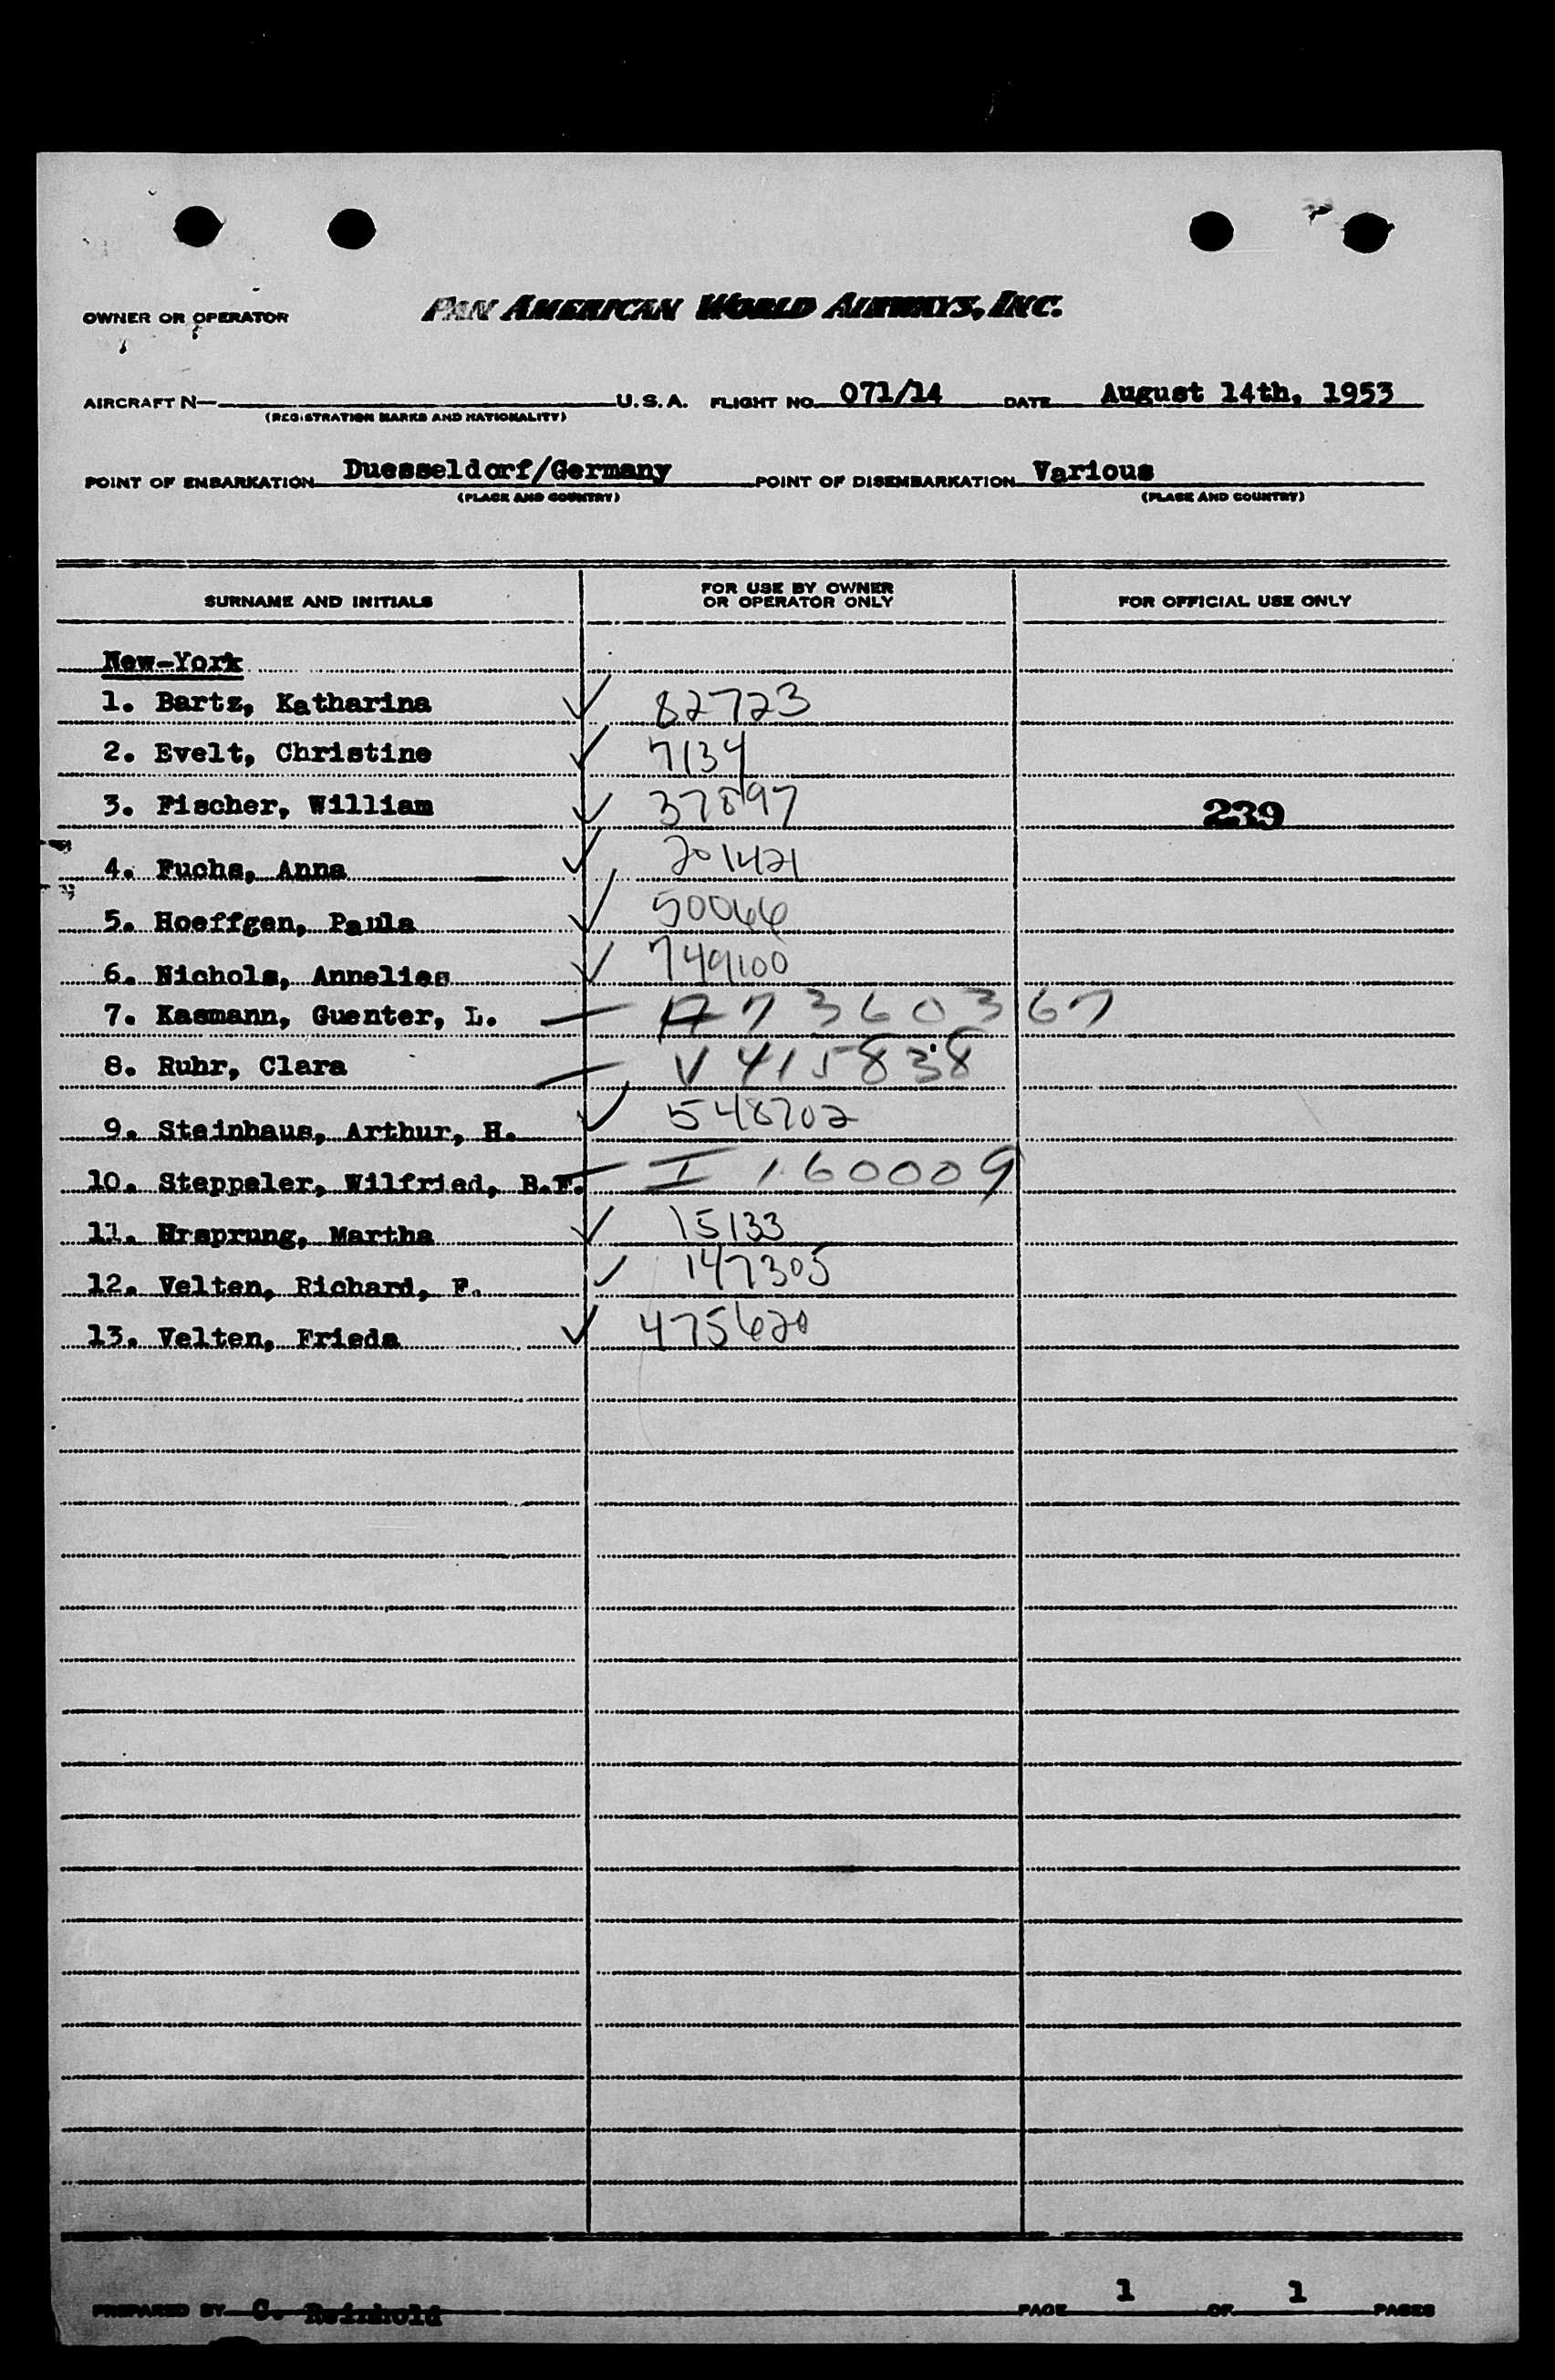 OWNER OR OPERATOR PAN AMERICAN WORLD AIRWAYS, INC.
AIRCRAFT N— U.S.A. FLIGHT NO. 071/14 DATE August 14th, 1953
(REGISTRATION MARKS AND NATIONALITY)
POINT OF EMBARKATION Duesseldorf/Germany POINT OF DISEMBARKATION Various
(PLACE AND COUNTRY) (PLACE AND COUNTRY)
SURNAME AND INITIALS FOR USE BY OWNER OR OPERATOR ONLY FOR OFFICIAL USE ONLY
New-York
1. Bartz, Katharina ✓ 82723
2. Evelt, Christine ✓ 7134
3. Fischer, William ✓ 37897 239
4. Fuchs, Anna ✓ 201421
5. Hoeffgen, Paula ✓ 50066
6. Nichols, Annelies ✓ 749100
7. Kasmann, Guenter, L. — A7360367
8. Ruhr, Clara — V415838
9. Steinhaus, Arthur, H. ✓ 548702
10. Steppeler, Wilfried, B.F. — I 160009
11. Ursprung, Martha ✓ 15133
12. Velten, Richard, F. ✓ 147305
13. Velten, Frieda ✓ 475620
PREPARED BY C. Reinhold PAGE 1 OF 1 PAGES